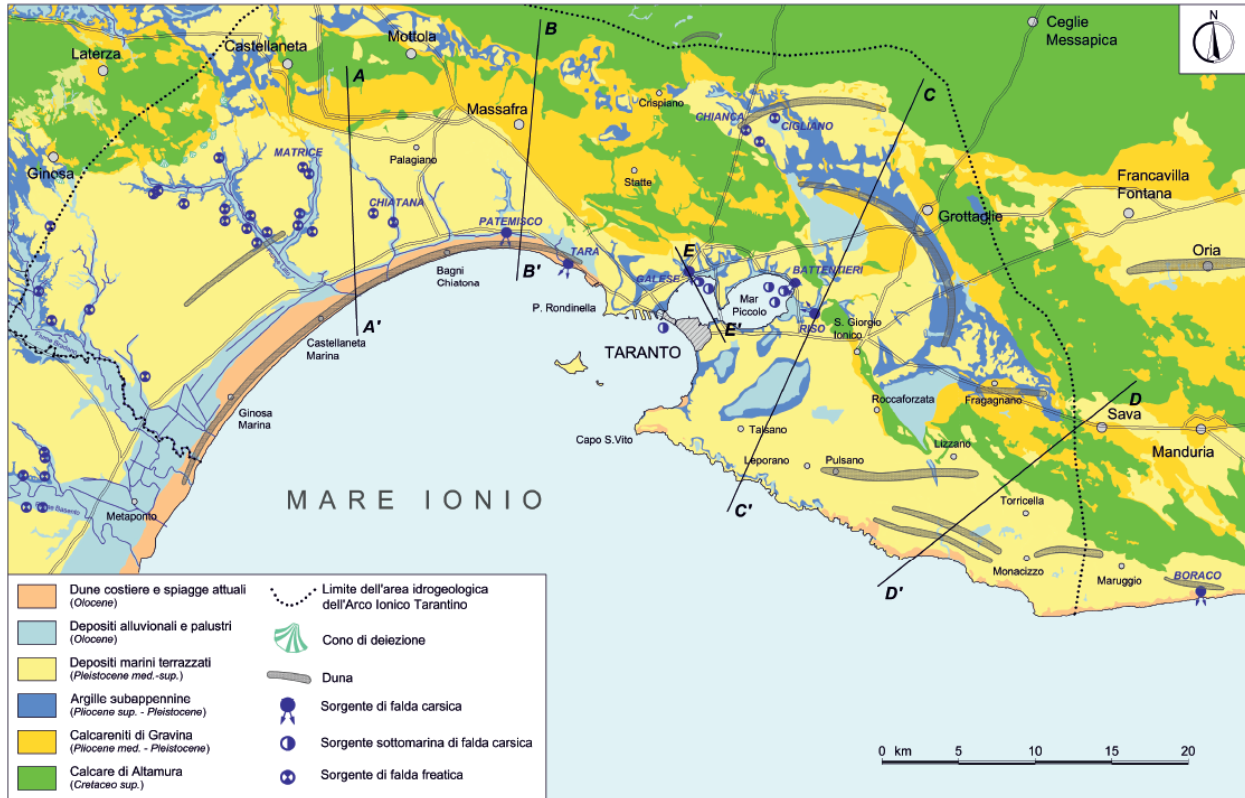 N
B
Ceglie
Messapica
Mottola
Castellaneta
Laterza
A
C
Massafra
Crispiano
CHIANCA
CIGLIANO
MATRICE
Palagiano
Ginosa
Statte
Francavilla
Fontana
Grottaglie
CHIATANA
PATEMISCO
TARA
E
GALESE
BATTENTIERI
Oria
Bagni
Chiatona
B'
Mar
Piccolo
P. Rondinella
RISO
S. Giorgio
Ionico
A'
E'
Castellaneta
Marina
TARANTO
Fiume Bradano
Ginosa
Marina
Roccaforzata
Fragagnano
D
Sava
Capo S.Vito
Talsano
Lizzano
Manduria
Leporano
Pulsano
MARE IONIO
C'
Torricella
Metaponto
Fiume Basento
Monacizzo
Maruggio
D'
BORACO
Dune costiere e spiagge attuali
(Olocene)
Depositi alluvionali e palustri
(Olocene)
Depositi marini terrazzati
(Pleistocene med.-sup.)
Argille subappennine
(Pliocene sup. - Pleistocene)
Calcareniti di Gravina
(Pliocene med. - Pleistocene)
Calcare di Altamura
(Cretaceo sup.)
Limite dell'area idrogeologica
dell'Arco Ionico Tarantino
Cono di deiezione
Duna
Sorgente di falda carsica
Sorgente sottomarina di falda carsica
Sorgente di falda freatica
0 km 5 10 15 20